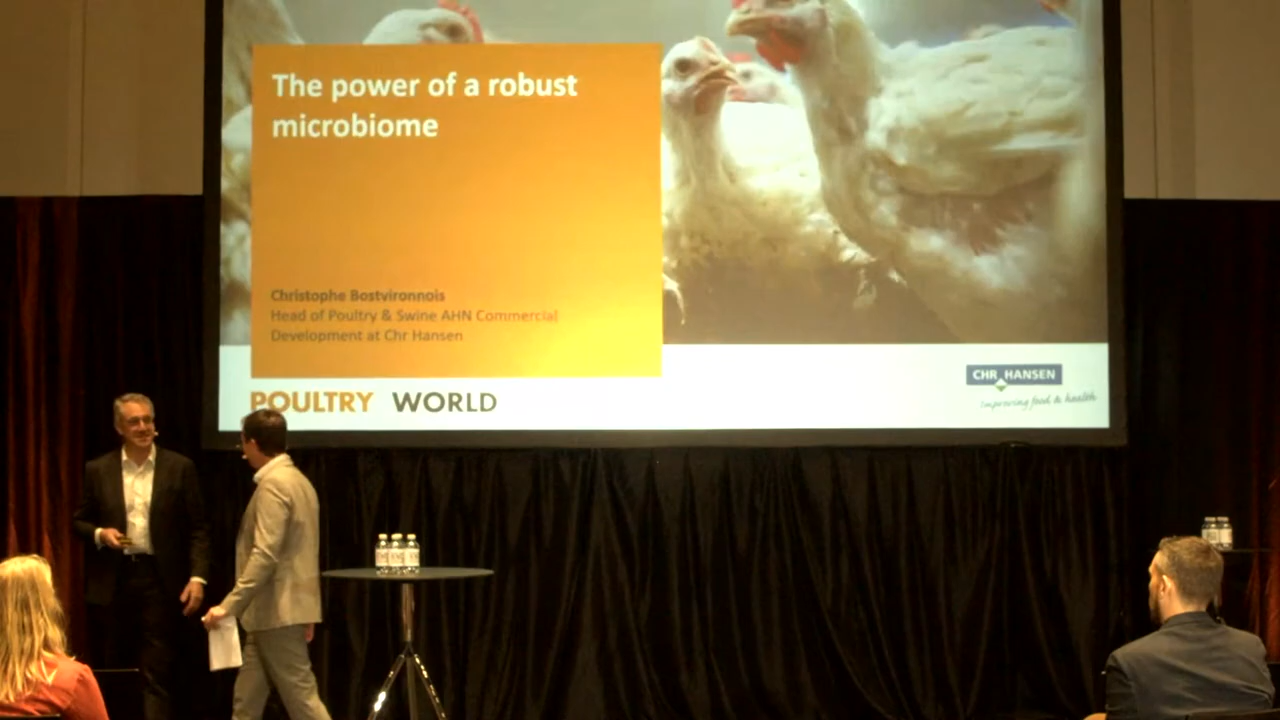 The power of a robust
microbiome
Christophe Bostvironnois
Head of Poultry & Swine AHN Commercial
Development at Chr Hansen
POULTRY WORLD
CHR HANSEN
Improving food & health